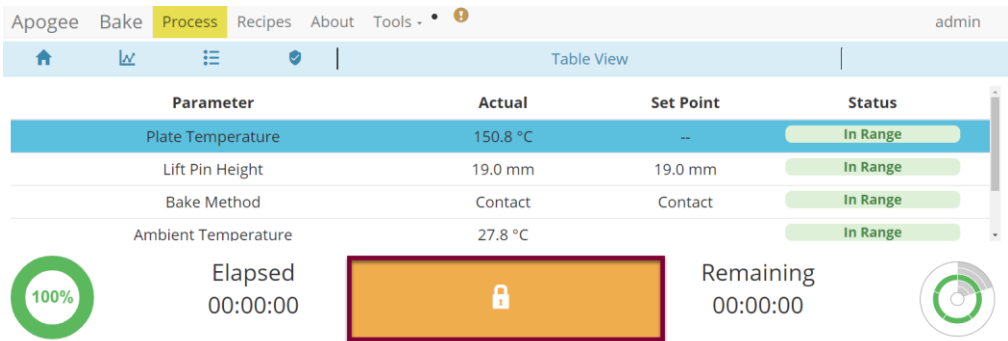 Apogee Bake Process Recipes About Tools admin
Table View
Parameter Actual Set Point Status
Plate Temperature 150.8 °C -- In Range
Lift Pin Height 19.0 mm 19.0 mm In Range
Bake Method Contact Contact In Range
Ambient Temperature 27.8 °C In Range
Elapsed Remaining
100% 00:00:00 00:00:00